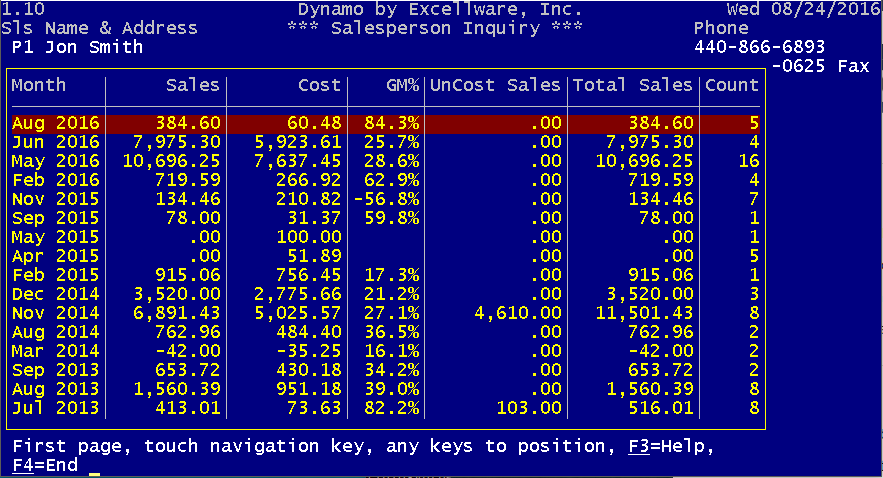 1.10 Dynamo by Excellware, Inc. Wed 08/24/2016
Sls Name & Address *** Salesperson Inquiry *** Phone
P1 Jon Smith 440-866-6893
-0625 Fax
Month Sales Cost GM% UnCost Sales Total Sales Count
Aug 2016 384.60 60.48 84.3% .00 384.60 5
Jun 2016 7,975.30 5,923.61 25.7% .00 7,975.30 4
May 2016 10,696.25 7,637.45 28.6% .00 10,696.25 16
Feb 2016 719.59 266.92 62.9% .00 719.59 4
Nov 2015 134.46 210.82 -56.8% .00 134.46 7
Sep 2015 78.00 31.37 59.8% .00 78.00 1
May 2015 .00 100.00 .00 .00 1
Apr 2015 .00 51.89 .00 .00 5
Feb 2015 915.06 756.45 17.3% .00 915.06 1
Dec 2014 3,520.00 2,775.66 21.2% .00 3,520.00 3
Nov 2014 6,891.43 5,025.57 27.1% 4,610.00 11,501.43 8
Aug 2014 762.96 484.40 36.5% .00 762.96 2
Mar 2014 -42.00 -35.25 16.1% .00 -42.00 2
Sep 2013 653.72 430.18 34.2% .00 653.72 2
Aug 2013 1,560.39 951.18 39.0% .00 1,560.39 8
Jul 2013 413.01 73.63 82.2% 103.00 516.01 8
First page, touch navigation key, any keys to position, F3=Help,
F4=End